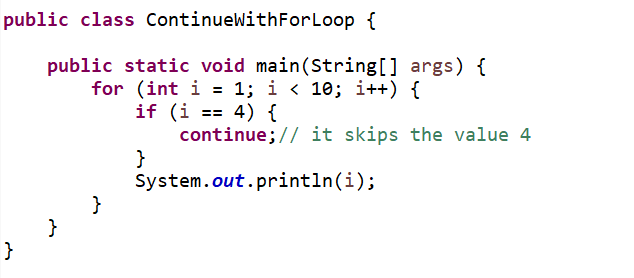 public class ContinueWithForLoop {
    public static void main(String[] args) {
        for (int i = 1; i < 10; i++) {
            if (i == 4) {
                continue;// it skips the value 4
            }
            System.out.println(i);
        }
    }
}